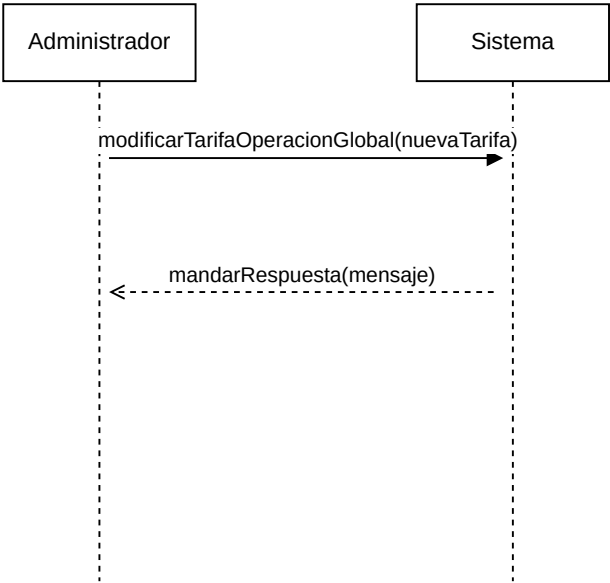 Administrador
Sistema
modificarTarifaOperacionGlobal(nuevaTarifa)
mandarRespuesta(mensaje)